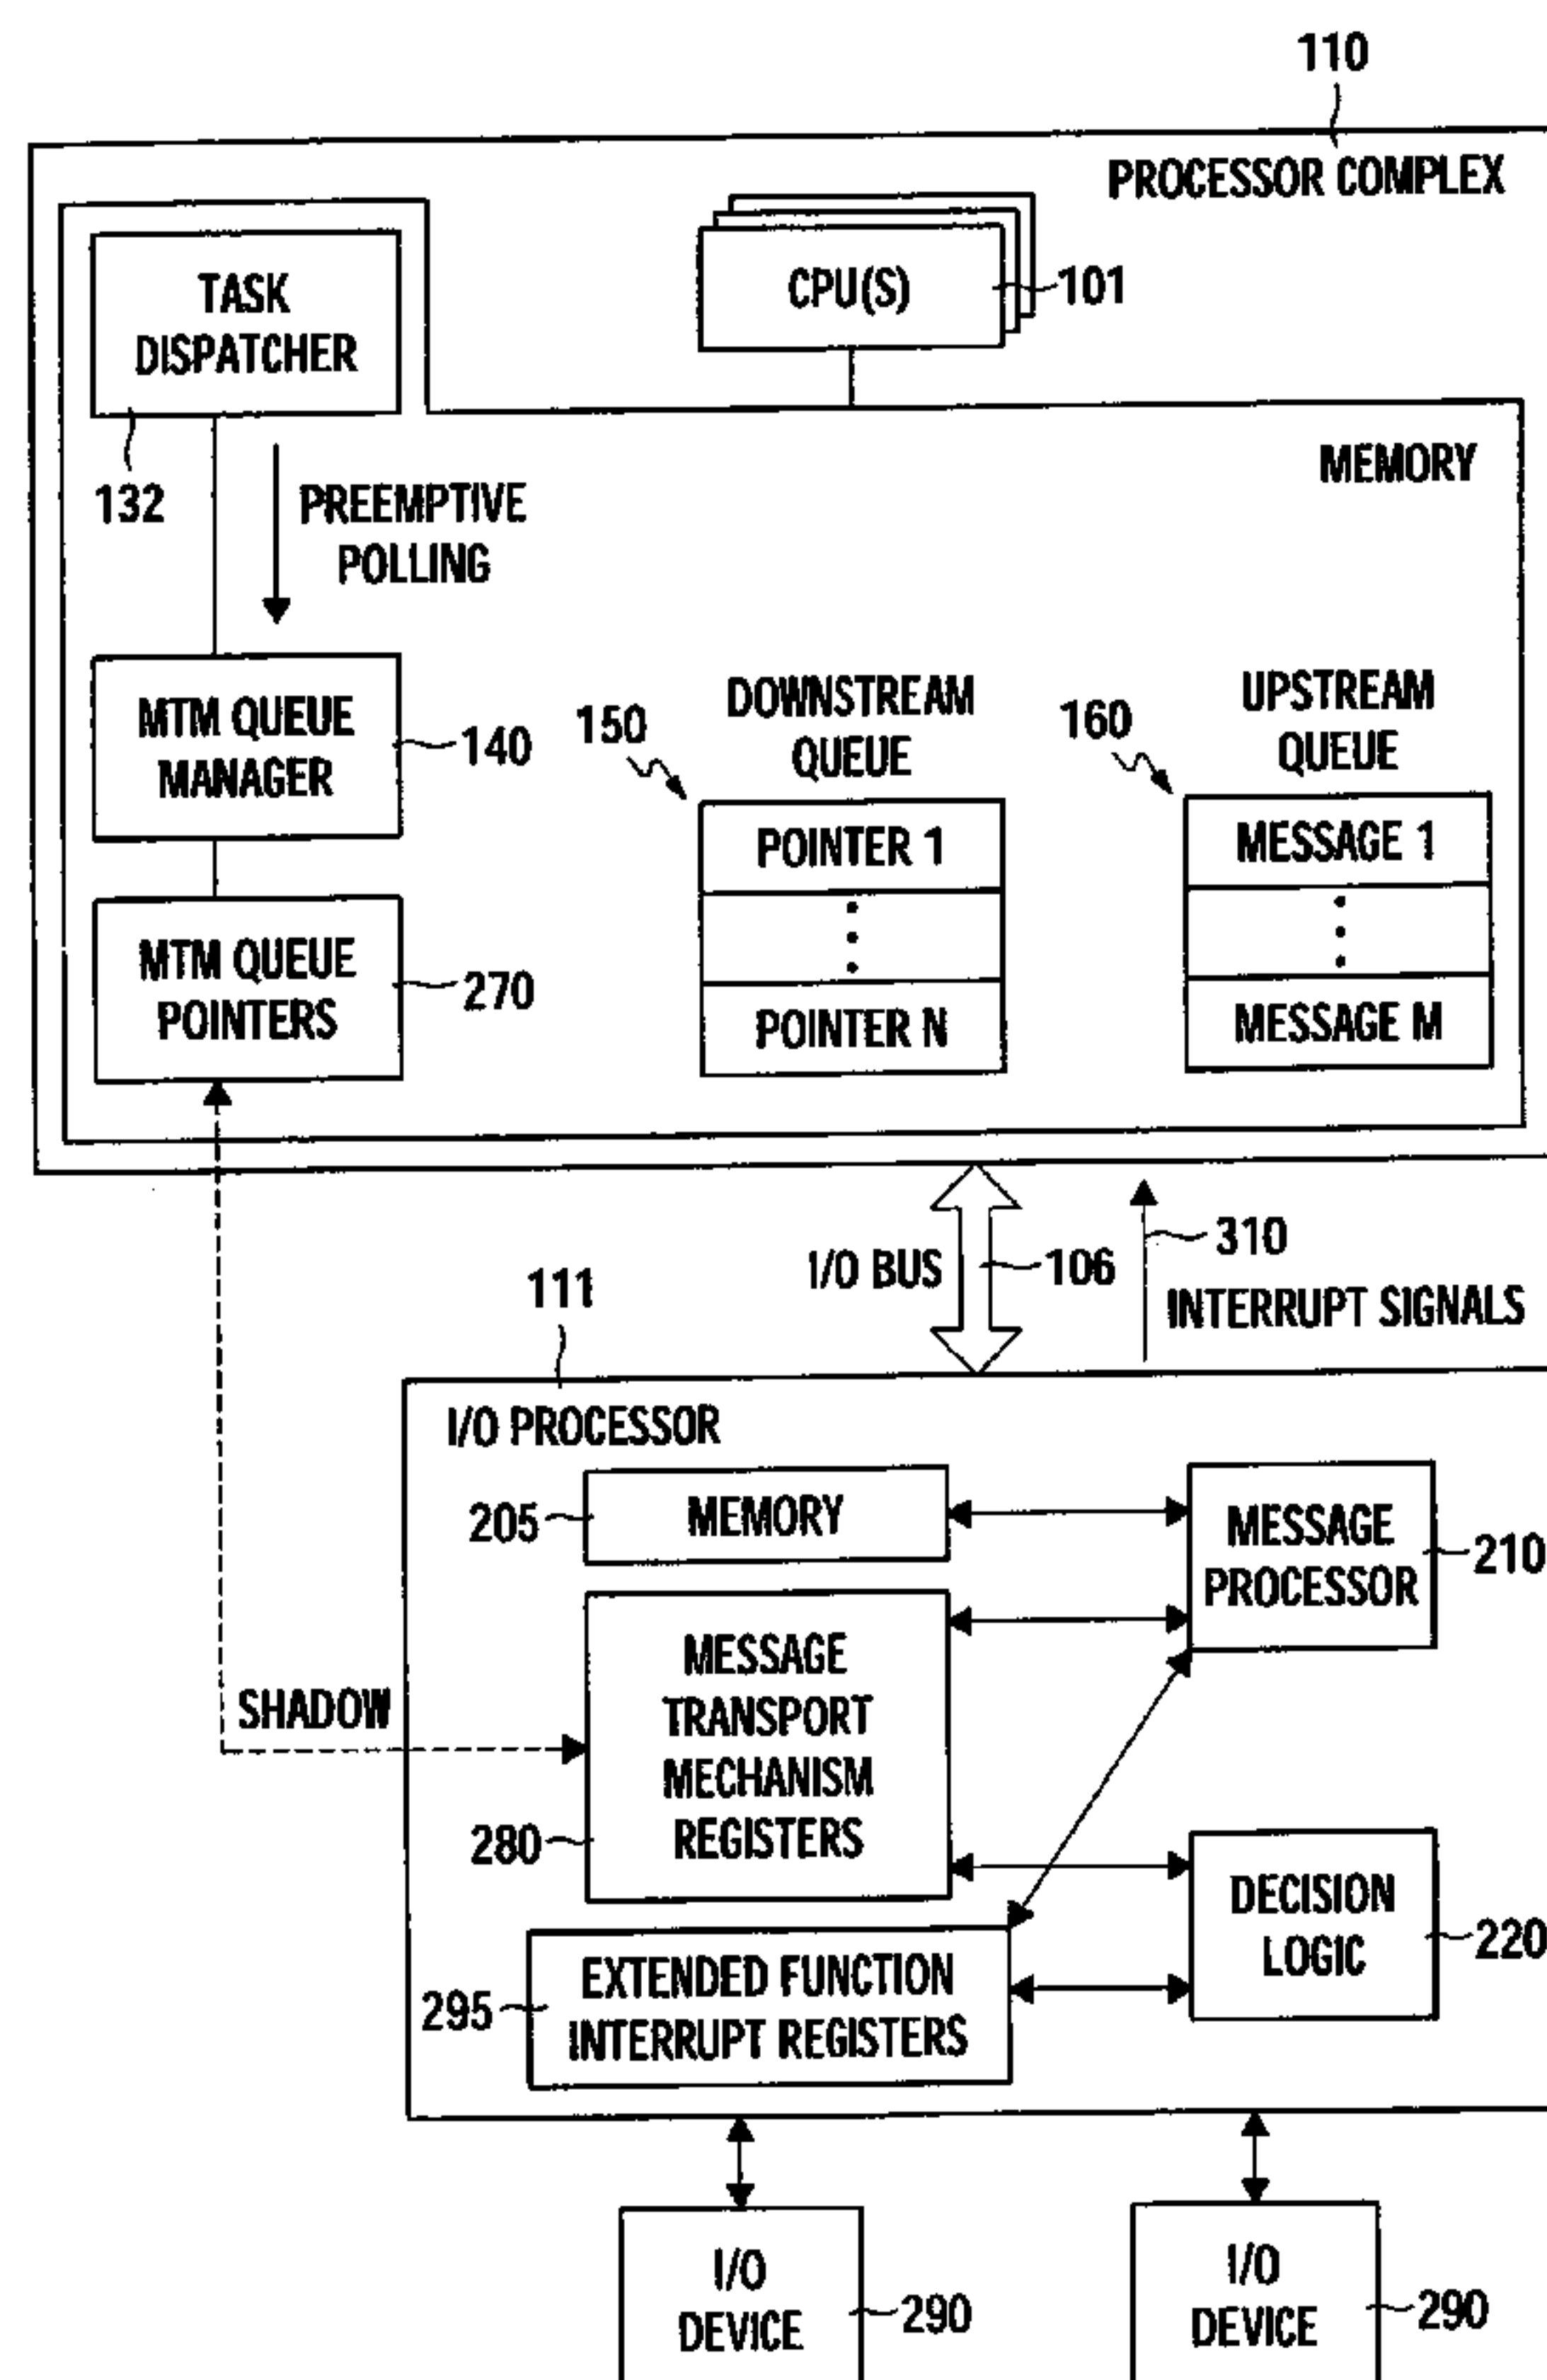 110
PROCESSOR COMPLEX
TASK
DISPATCHER
CPU(S)
101
132
PREEMPTIVE
POLLING
MEMORY
MTM QUEUE
MANAGER
140
150
DOWNSTREAM
QUEUE
160
UPSTREAM
QUEUE
POINTER 1
POINTER N
MESSAGE 1
MESSAGE M
MTM QUEUE
POINTERS
270
I/O BUS
106
310
INTERRUPT SIGNALS
111
I/O PROCESSOR
205
MEMORY
MESSAGE
PROCESSOR
210
SHADOW
MESSAGE
TRANSPORT
MECHANISM
REGISTERS
280
DECISION
LOGIC
220
295
EXTENDED FUNCTION
INTERRUPT REGISTERS
I/O
DEVICE
290
I/O
DEVICE
290